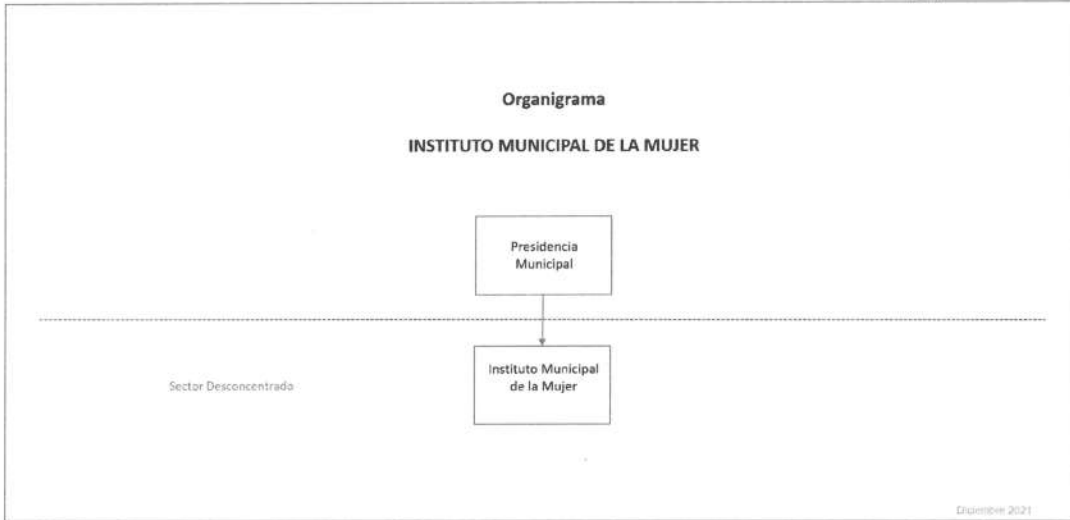 Organigrama
INSTITUTO MUNICIPAL DE LA MUJER
Presidencia
Municipal
Instituto Municipal
de la Mujer
Sector Desconcentrado
Diciembre 2021